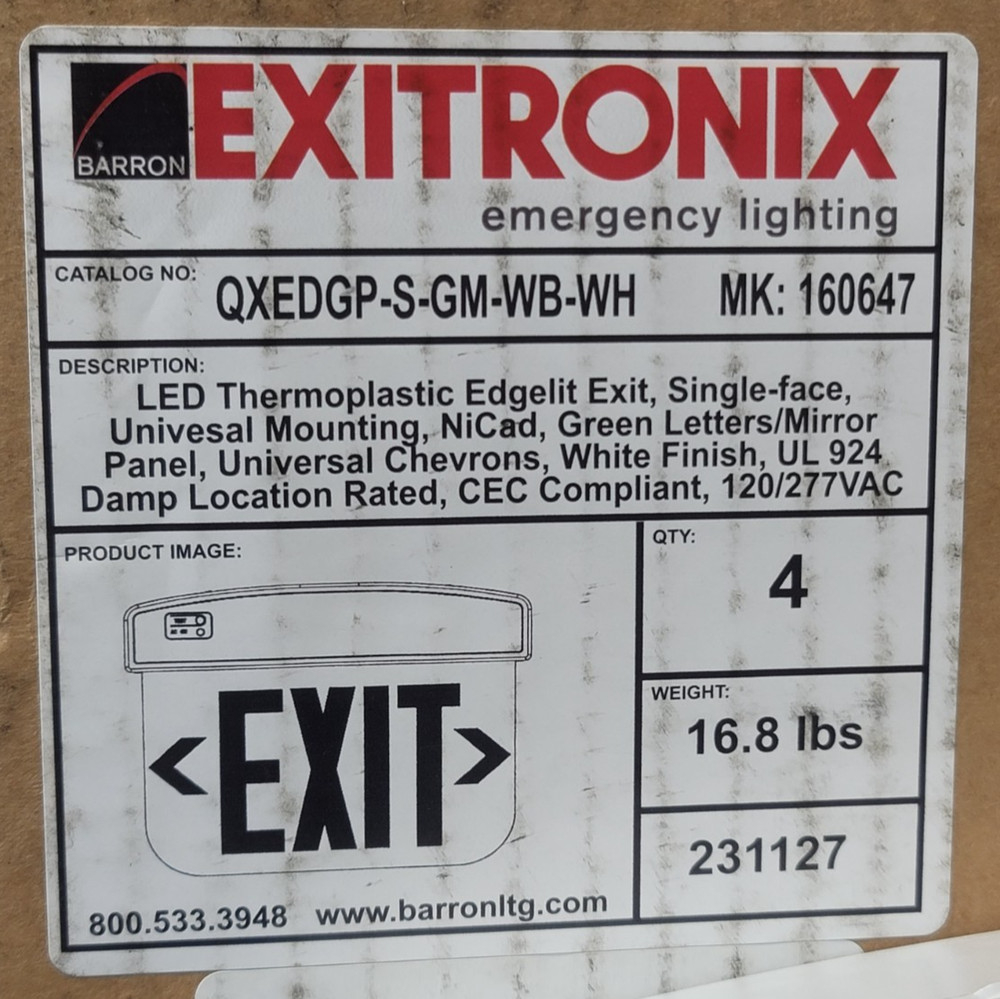 BARRON
EXITRONIX
emergency lighting
CATALOG NO: QXEDGP-S-GM-WB-WH MK: 160647
DESCRIPTION:
LED Thermoplastic Edgelit Exit, Single-face,
Univesal Mounting, NiCad, Green Letters/Mirror
Panel, Universal Chevrons, White Finish, UL 924
Damp Location Rated, CEC Compliant, 120/277VAC
PRODUCT IMAGE:
<EXIT>
800.533.3948 www.barronltg.com
QTY:
4
WEIGHT:
16.8 lbs
231127